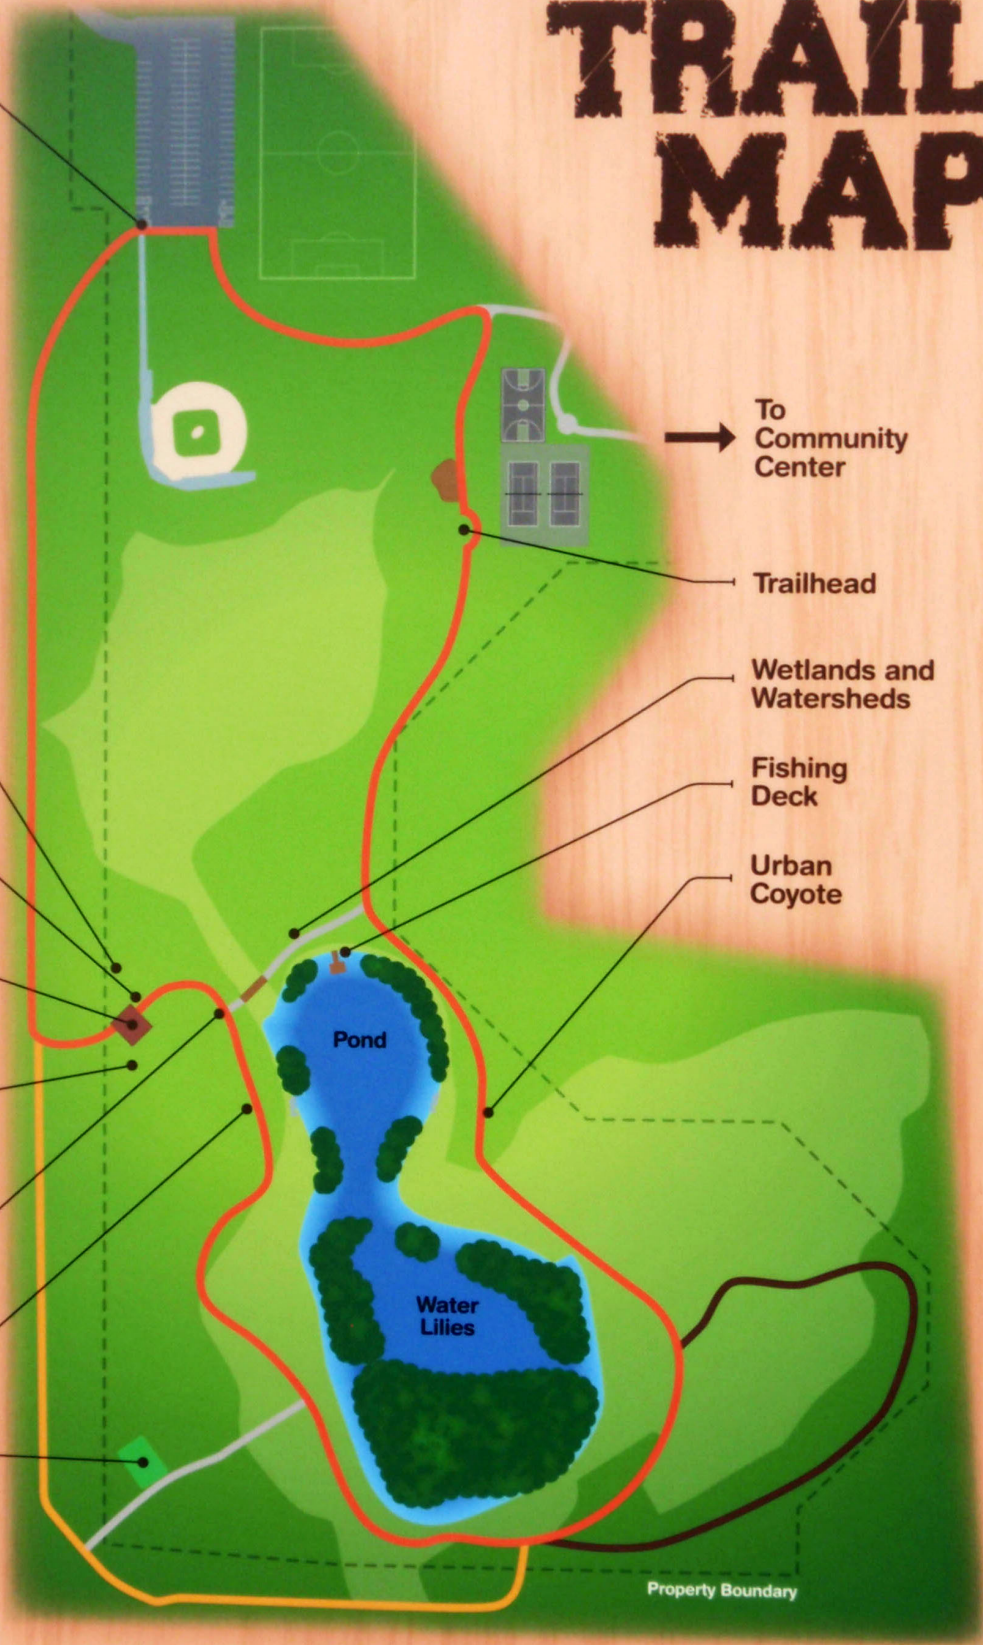 TRAIL
MAP
To
Community
Center
Trailhead
Wetlands and
Watersheds
Fishing
Deck
Urban
Coyote
Pond
Water
Lilies
Property Boundary